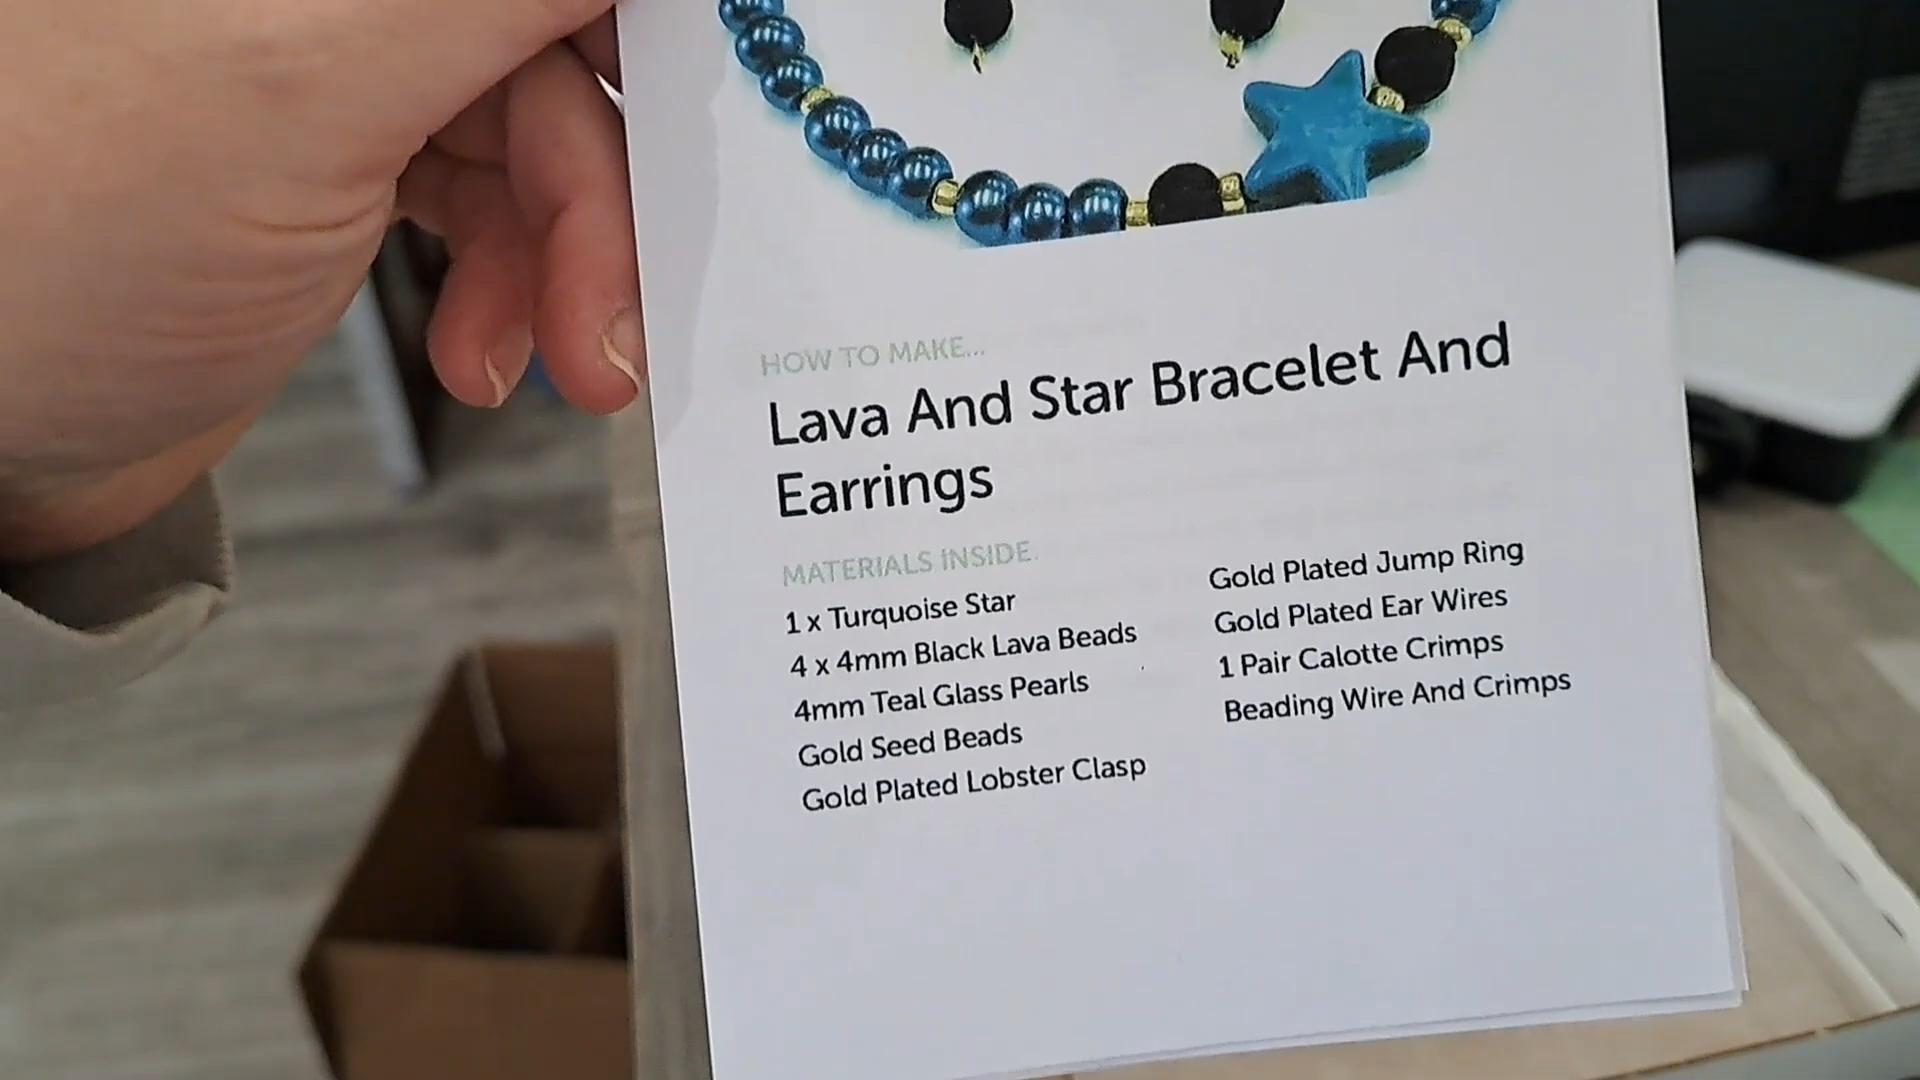 HOW TO MAKE...
Lava And Star Bracelet And
Earrings
MATERIALS INSIDE.
1 x Turquoise Star
4 x 4mm Black Lava Beads
4mm Teal Glass Pearls
Gold Seed Beads
Gold Plated Lobster Clasp
Gold Plated Jump Ring
Gold Plated Ear Wires
1 Pair Calotte Crimps
Beading Wire And Crimps